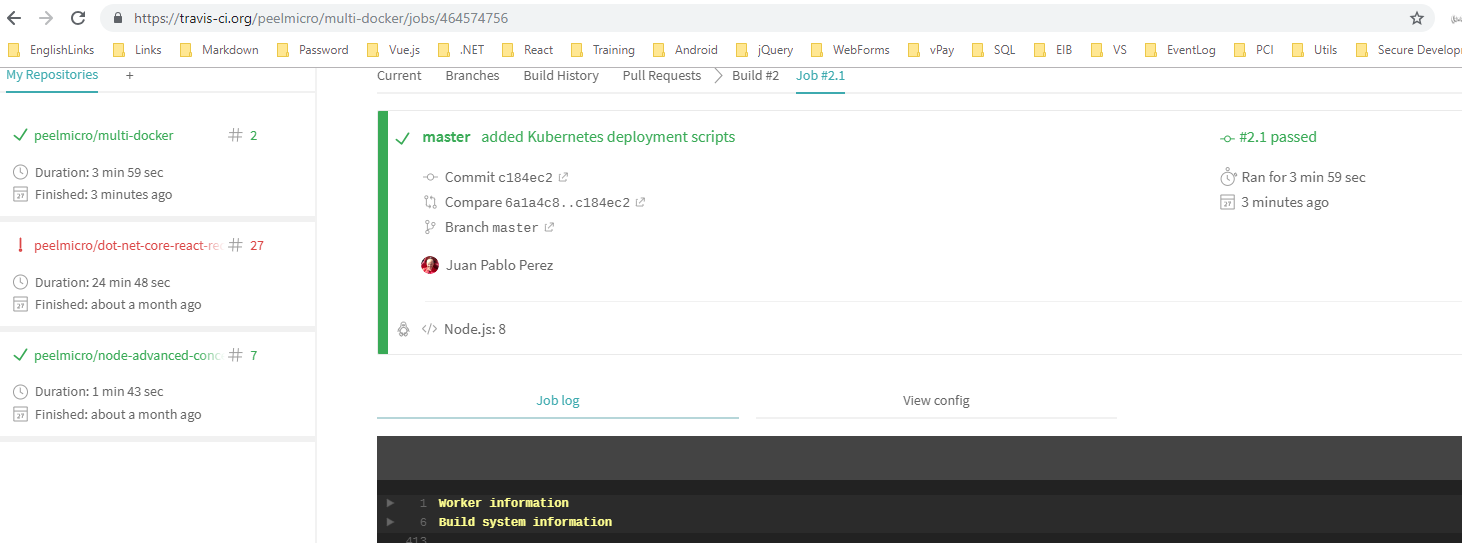 https://travis-ci.org/peelmicro/multi-docker/jobs/464574756
EnglishLinks Links Markdown Password Vue.js .NET React Training Android jQuery WebForms vPay SQL EIB VS EventLog PCI Utils Secure Develop
My Repositories +
Current Branches Build History Pull Requests Build #2 Job #2.1
peelmicro/multi-docker # 2
Duration: 3 min 59 sec
Finished: 3 minutes ago
peelmicro/dot-net-core-react-red # 27
Duration: 24 min 48 sec
Finished: about a month ago
peelmicro/node-advanced-conc # 7
Duration: 1 min 43 sec
Finished: about a month ago
master added Kubernetes deployment scripts
#2.1 passed
Commit c184ec2
Ran for 3 min 59 sec
Compare 6a1a4c8..c184ec2
3 minutes ago
Branch master
Juan Pablo Perez
</> Node.js: 8
Job log View config
1 Worker information
6 Build system information
413